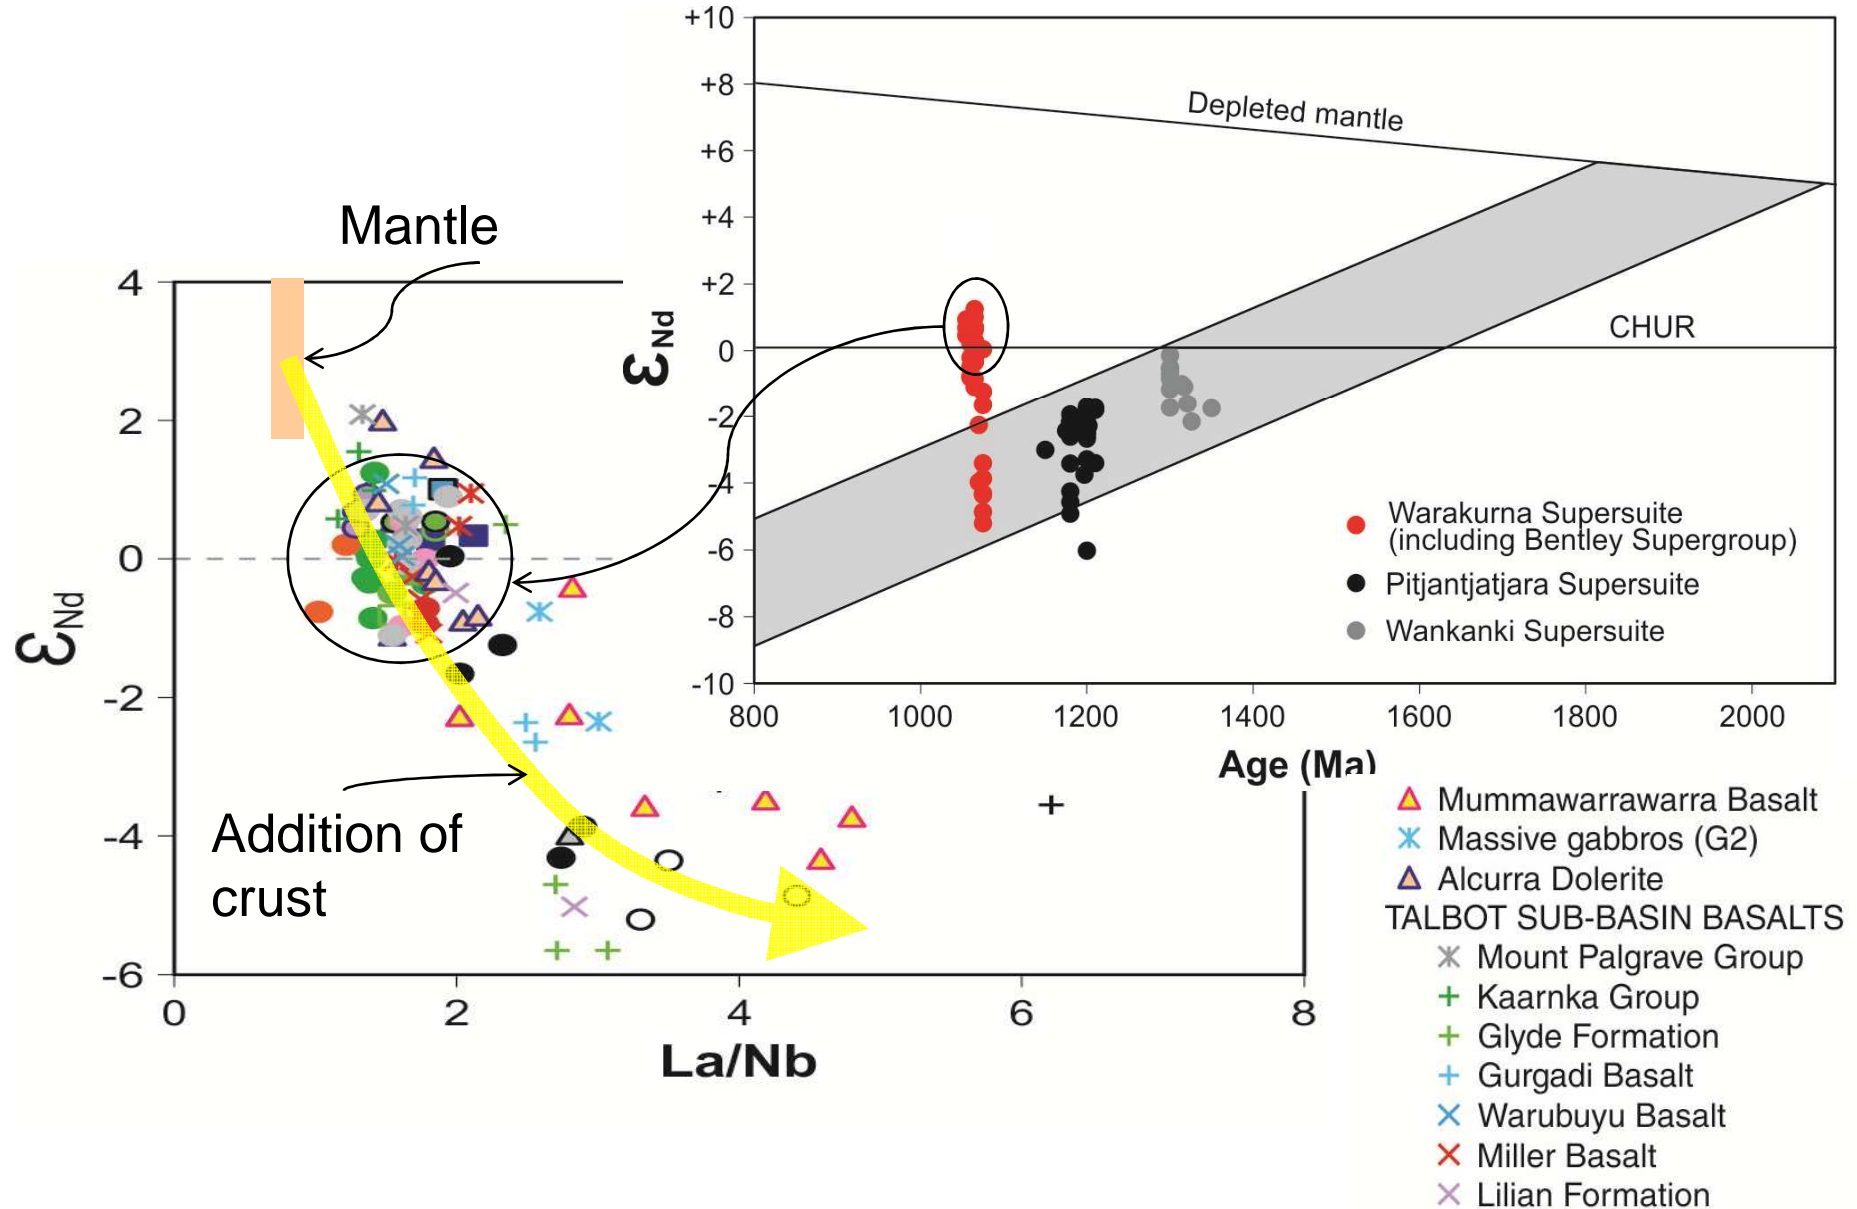 +10
+8
+6
+4
+2
0
-2
-4
-6
-8
-10
εNd
Depleted mantle
CHUR
Warakurna Supersuite
(including Bentley Supergroup)
Pitjantjatjara Supersuite
Wankanki Supersuite
800
1000
1200
1400
1600
1800
2000
Age (Ma)
Mantle
4
2
0
-2
-4
-6
εNd
Addition of
crust
0
2
4
6
8
La/Nb
Mummawarrawarra Basalt
Massive gabbros (G2)
Alcurra Dolerite
TALBOT SUB-BASIN BASALTS
Mount Palgrave Group
Kaarnka Group
Glyde Formation
Gurgadi Basalt
Warubuyu Basalt
Miller Basalt
Lilian Formation